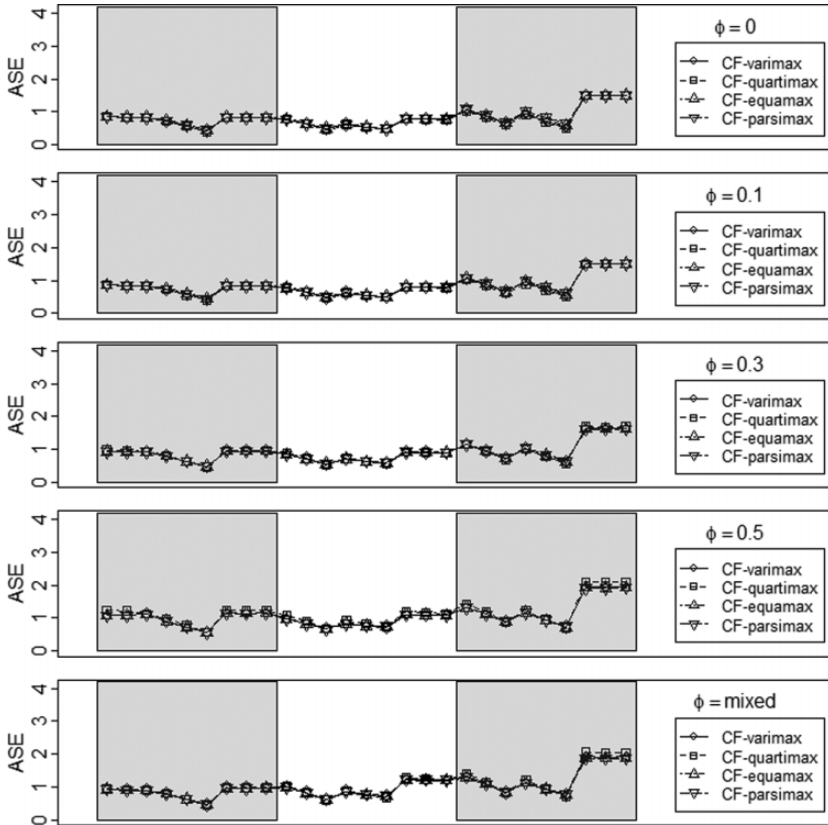 4
3
2
1
0
ASE
ϕ = 0
CF-varimax
CF-quartimax
CF-equamax
CF-parsimax
4
3
2
1
0
ASE
ϕ = 0.1
CF-varimax
CF-quartimax
CF-equamax
CF-parsimax
4
3
2
1
0
ASE
ϕ = 0.3
CF-varimax
CF-quartimax
CF-equamax
CF-parsimax
4
3
2
1
0
ASE
ϕ = 0.5
CF-varimax
CF-quartimax
CF-equamax
CF-parsimax
4
3
2
1
0
ASE
ϕ = mixed
CF-varimax
CF-quartimax
CF-equamax
CF-parsimax